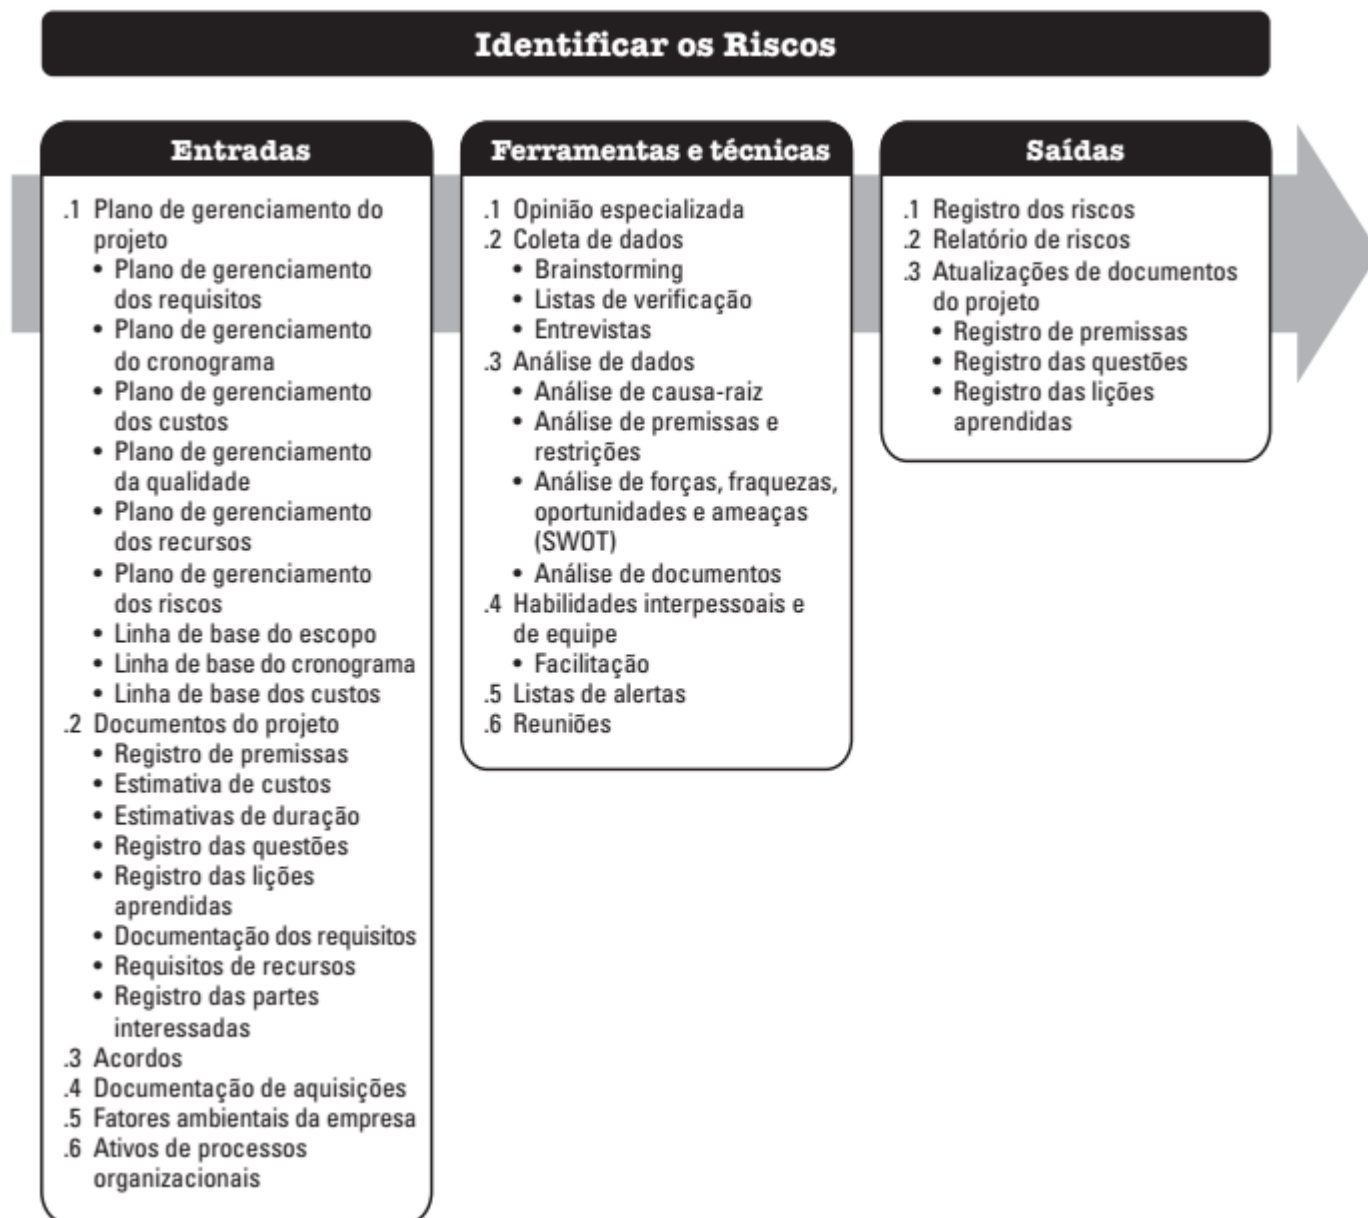 Identificar os Riscos
Entradas
.1 Plano de gerenciamento do
projeto
• Plano de gerenciamento
dos requisitos
• Plano de gerenciamento
do cronograma
• Plano de gerenciamento
dos custos
• Plano de gerenciamento
da qualidade
• Plano de gerenciamento
dos recursos
• Plano de gerenciamento
dos riscos
• Linha de base do escopo
• Linha de base do cronograma
• Linha de base dos custos
.2 Documentos do projeto
• Registro de premissas
• Estimativa de custos
• Estimativas de duração
• Registro das questões
• Registro das lições
aprendidas
• Documentação dos requisitos
• Requisitos de recursos
• Registro das partes
interessadas
.3 Acordos
.4 Documentação de aquisições
.5 Fatores ambientais da empresa
.6 Ativos de processos
organizacionais
Ferramentas e técnicas
.1 Opinião especializada
.2 Coleta de dados
• Brainstorming
• Listas de verificação
• Entrevistas
.3 Análise de dados
• Análise de causa-raiz
• Análise de premissas e
restrições
• Análise de forças, fraquezas,
oportunidades e ameaças
(SWOT)
• Análise de documentos
.4 Habilidades interpessoais e
de equipe
• Facilitação
.5 Listas de alertas
.6 Reuniões
Saídas
.1 Registro dos riscos
.2 Relatório de riscos
.3 Atualizações de documentos
do projeto
• Registro de premissas
• Registro das questões
• Registro das lições
aprendidas